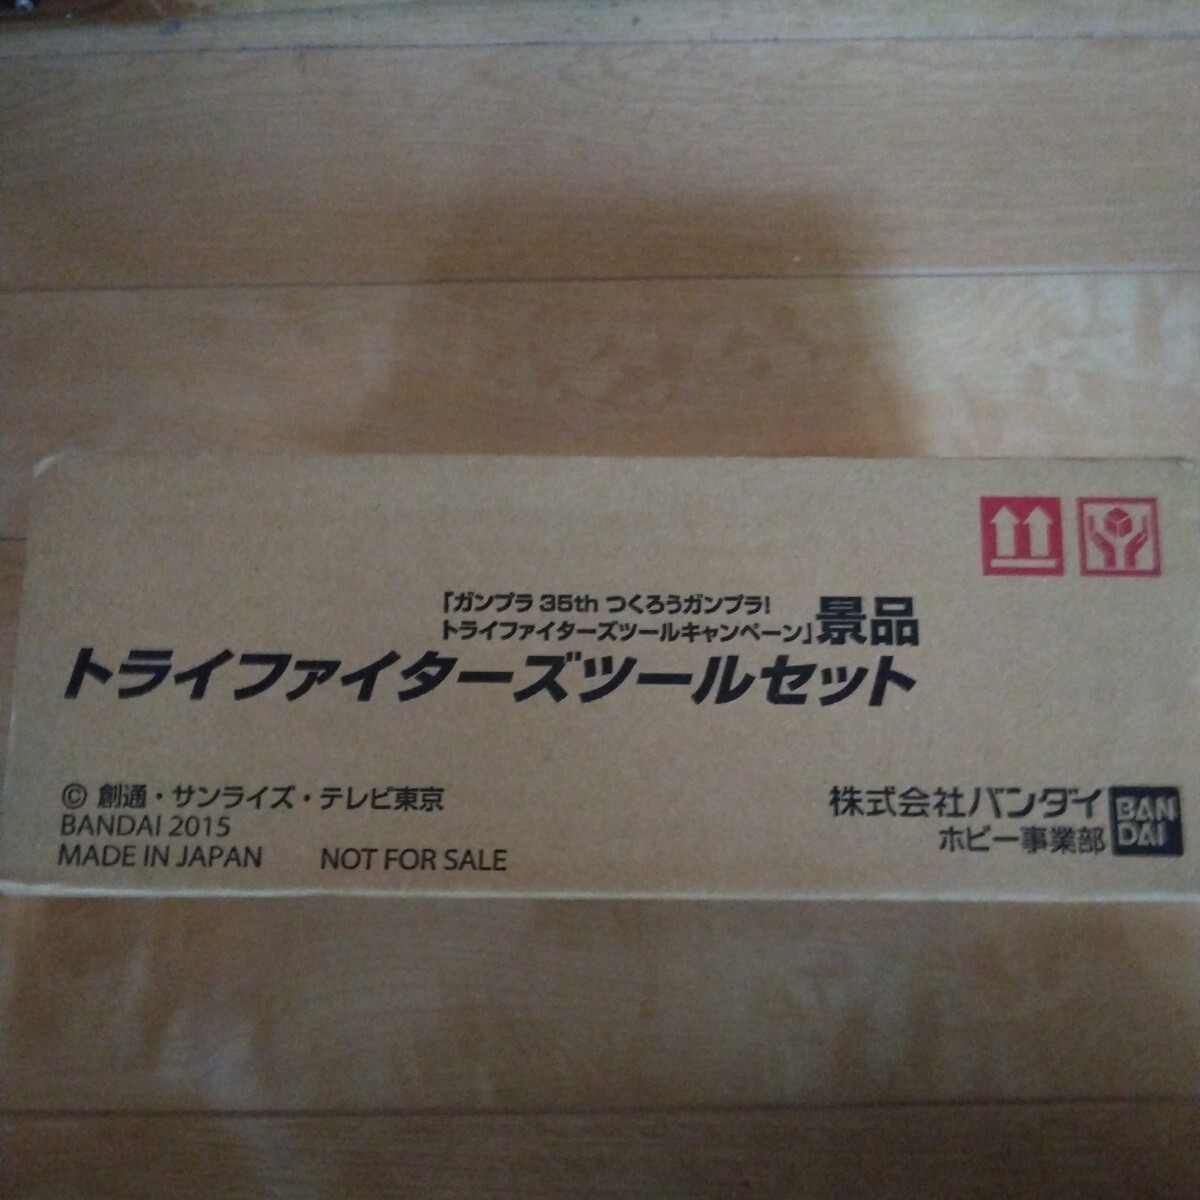 「ガンプラ 35th つくろうガンプラ!
トライファイターズツールキャンペーン」景品
トライファイターズツールセット
© 創通・サンライズ・テレビ東京
BANDAI 2015
MADE IN JAPAN NOT FOR SALE
株式会社バンダイ
ホビー事業部
BAN
DAI